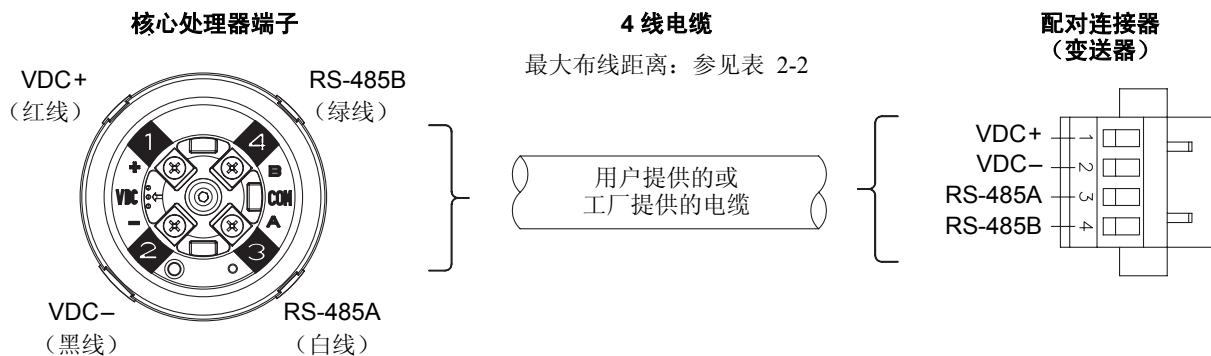 核心处理器端子
4 线电缆
配对连接器
（变送器）
最大布线距离：参见表 2-2
VDC+
（红线）
RS-485B
（绿线）
1
4
+
B
VDC
COM
–
A
2
3
VDC–
（黑线）
RS-485A
（白线）
用户提供的或
工厂提供的电缆
VDC+
1
VDC–
2
RS-485A
3
RS-485B
4